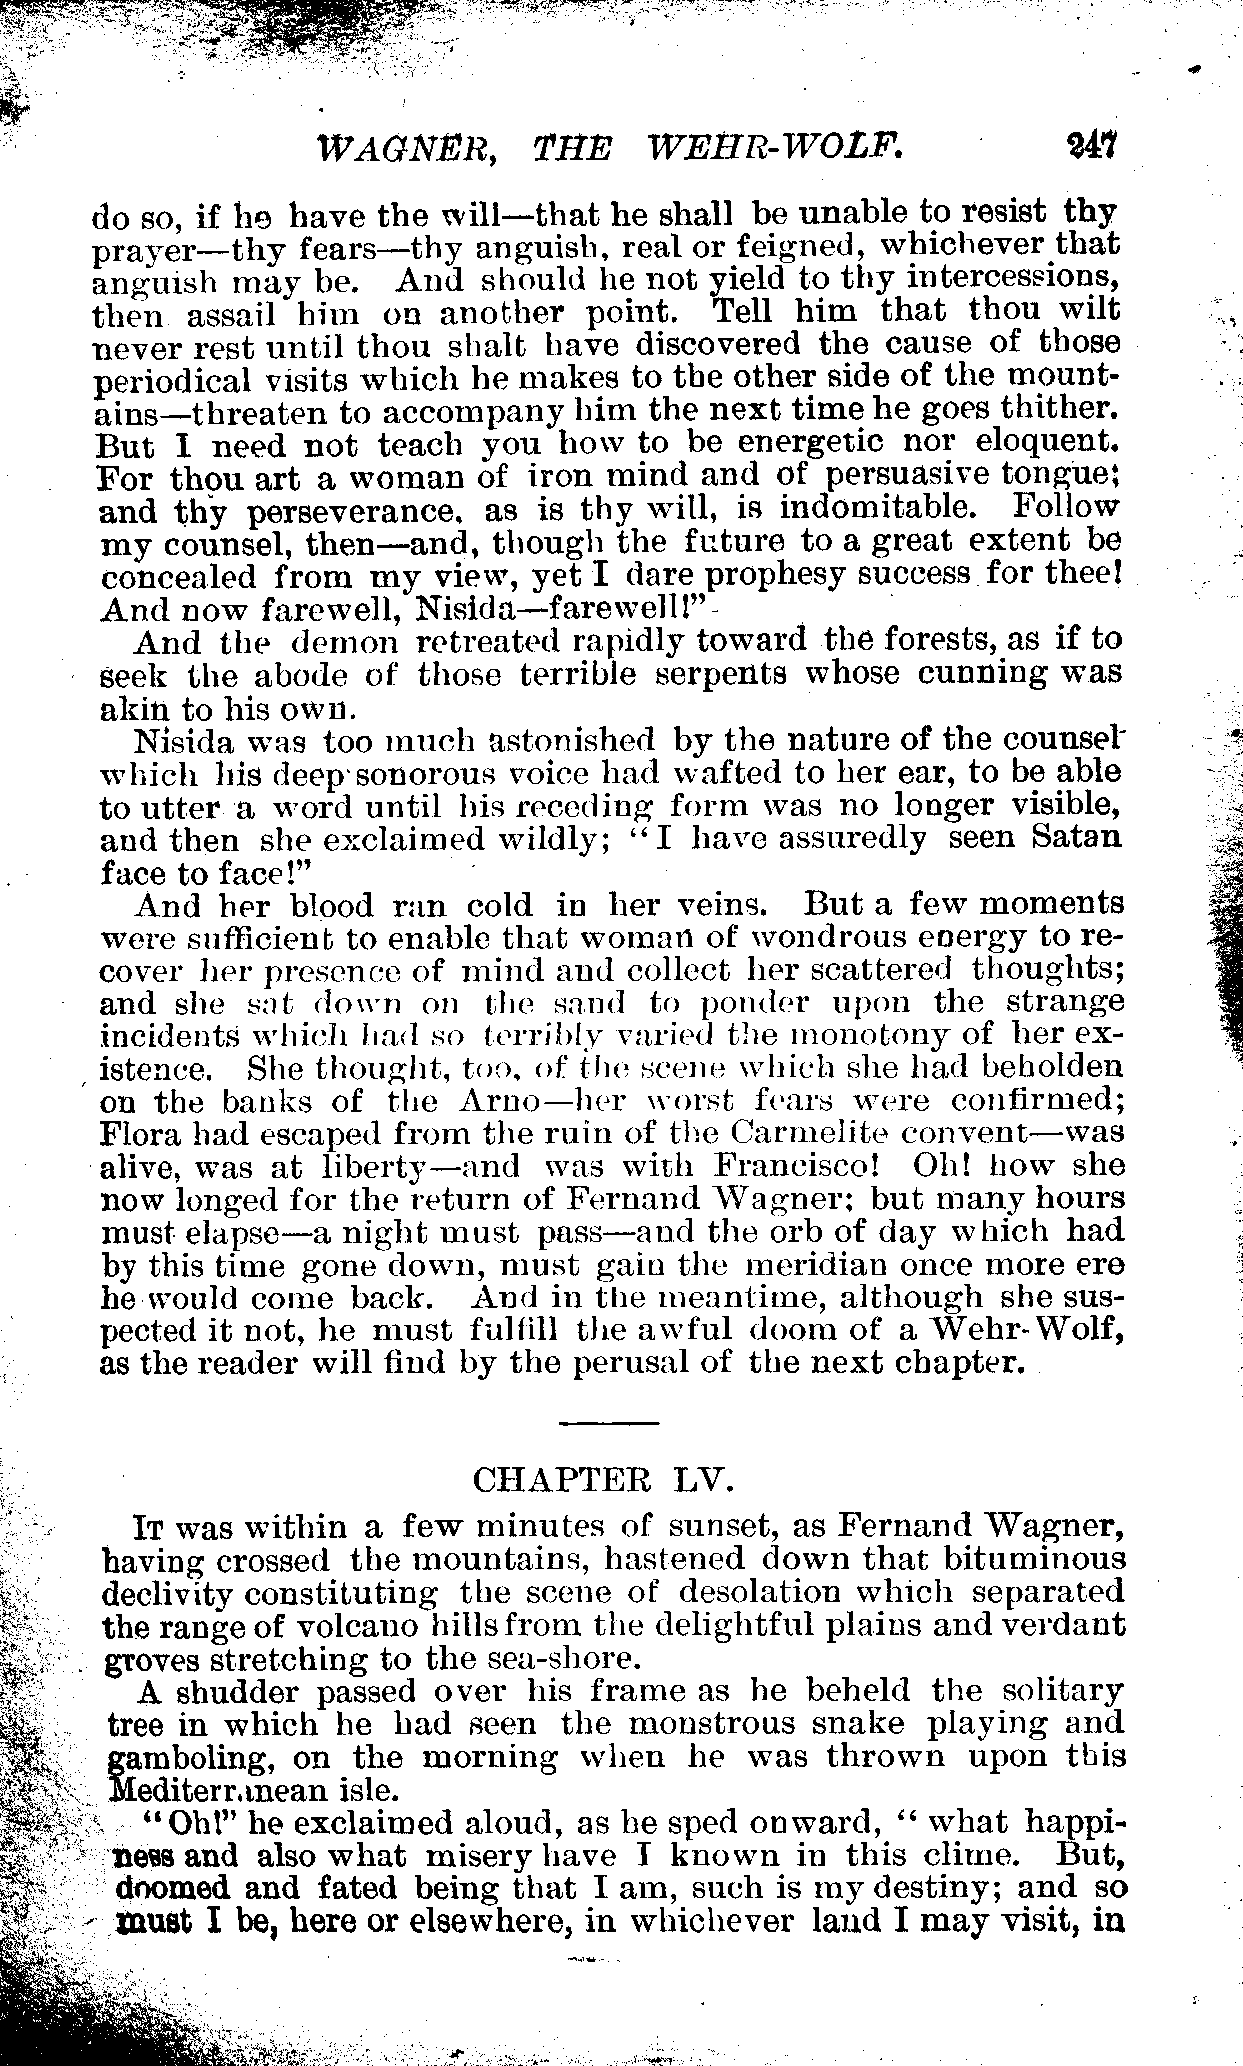 WAGNER, THE WEHR-WOLF. 247
do so, if he have the will—that he shall be unable to resist thy
prayer—thy fears—thy anguish, real or feigned, whichever that
anguish may be. And should he not yield to thy intercessions,
then assail him on another point. Tell him that thou wilt
never rest until thou shalt have discovered the cause of those
periodical visits which he makes to the other side of the mount-
ains—threaten to accompany him the next time he goes thither.
But I need not teach you how to be energetic nor eloquent.
For thou art a woman of iron mind and of persuasive tongue;
and thy perseverance, as is thy will, is indomitable. Follow
my counsel, then—and, though the future to a great extent be
concealed from my view, yet I dare prophesy success for thee!
And now farewell, Nisida—farewell!"
And the demon retreated rapidly toward the forests, as if to
seek the abode of those terrible serpents whose cunning was
akin to his own.
Nisida was too much astonished by the nature of the counsel
which his deep sonorous voice had wafted to her ear, to be able
to utter a word until his receding form was no longer visible,
and then she exclaimed wildly; "I have assuredly seen Satan
face to face!"
And her blood ran cold in her veins. But a few moments
were sufficient to enable that woman of wondrous energy to re-
cover her presence of mind and collect her scattered thoughts;
and she sat down on the sand to ponder upon the strange
incidents which had so terribly varied the monotony of her ex-
istence. She thought, too, of the scene which she had beholden
on the banks of the Arno—her worst fears were confirmed;
Flora had escaped from the ruin of the Carmelite convent—was
alive, was at liberty—and was with Francisco! Oh! how she
now longed for the return of Fernand Wagner; but many hours
must elapse—a night must pass—and the orb of day which had
by this time gone down, must gain the meridian once more ere
he would come back. And in the meantime, although she sus-
pected it not, he must fulfill the awful doom of a Wehr-Wolf,
as the reader will find by the perusal of the next chapter.
CHAPTER LV.
IT was within a few minutes of sunset, as Fernand Wagner,
having crossed the mountains, hastened down that bituminous
declivity constituting the scene of desolation which separated
the range of volcano hills from the delightful plains and verdant
groves stretching to the sea-shore.
A shudder passed over his frame as he beheld the solitary
tree in which he had seen the monstrous snake playing and
gamboling, on the morning when he was thrown upon this
Mediterranean isle.
"Oh!" he exclaimed aloud, as he sped onward, "what happi-
ness and also what misery have I known in this clime. But,
doomed and fated being that I am, such is my destiny; and so
must I be, here or elsewhere, in whichever land I may visit, in